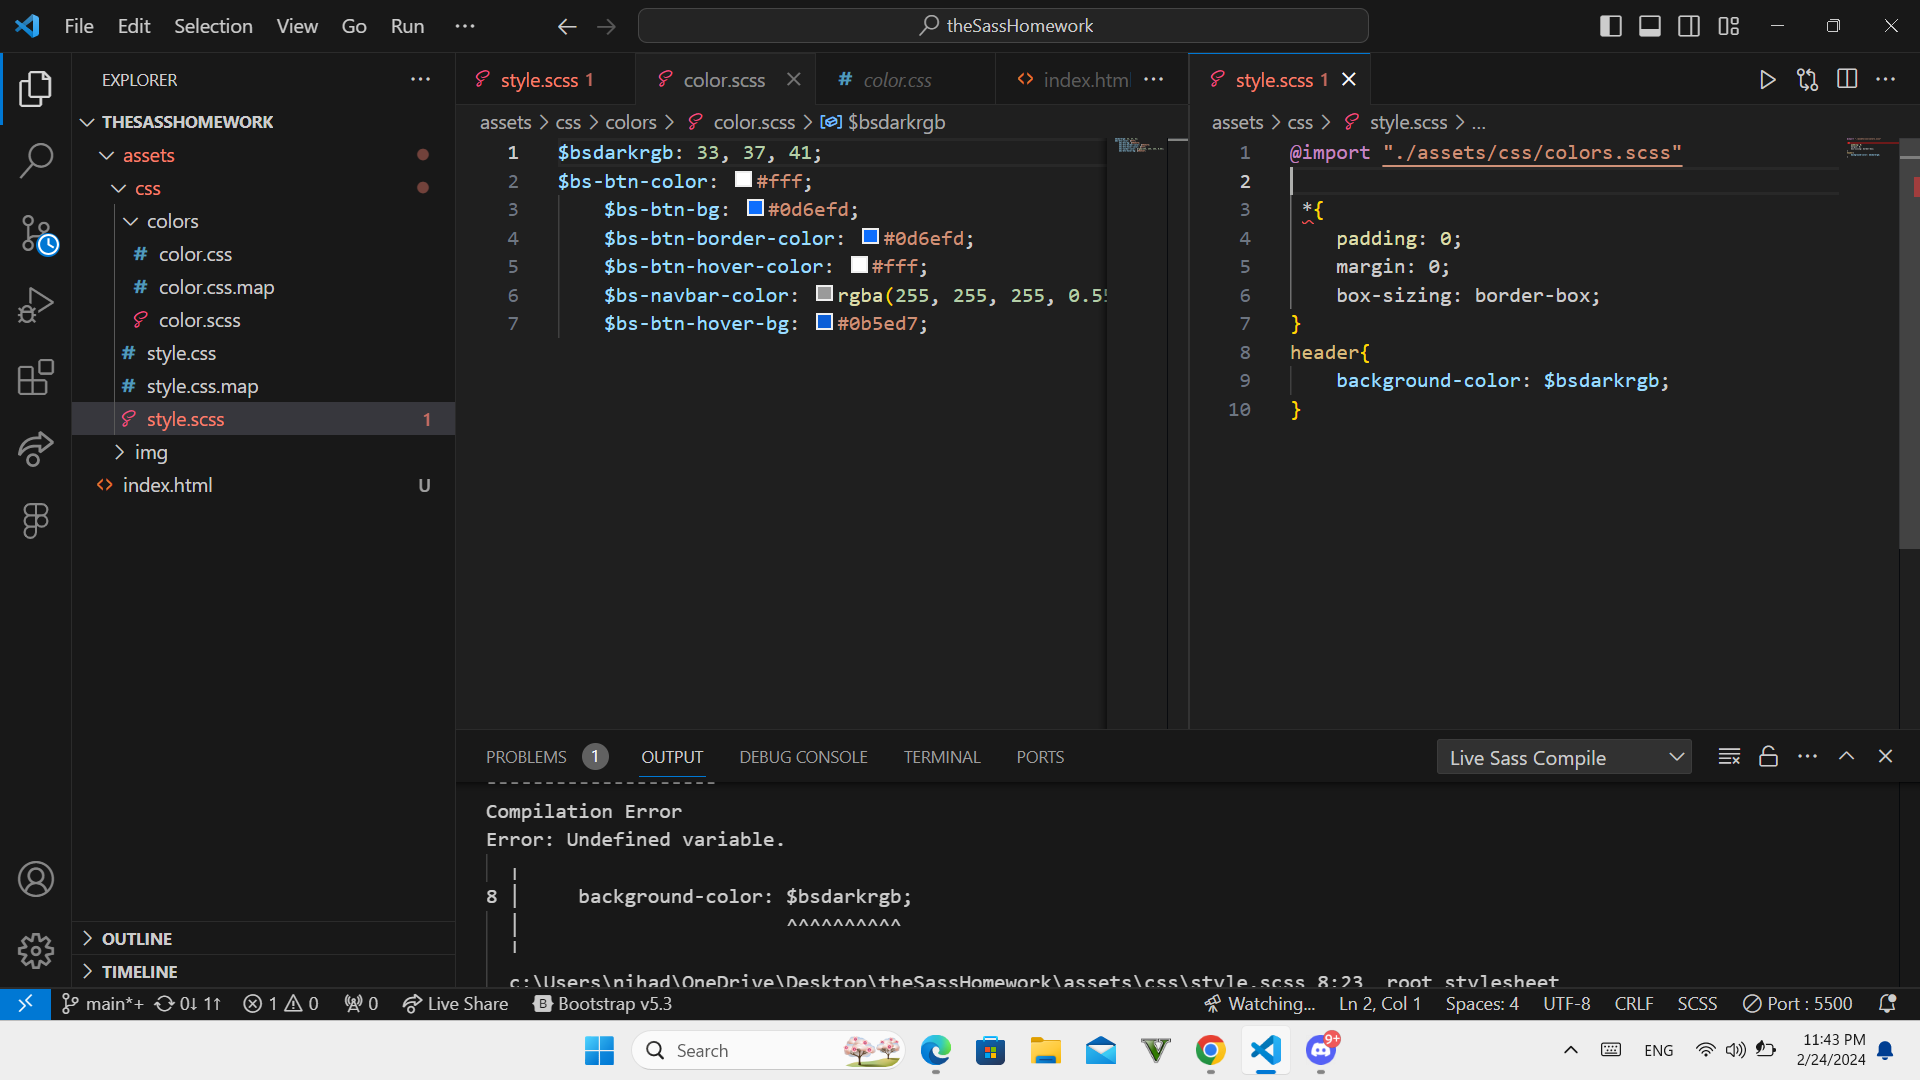 File Edit Selection View Go Run ···
theSassHomework
EXPLORER ···
THESASSHOMEWORK
assets
css
colors
# color.css
# color.css.map
color.scss
# style.css
# style.css.map
style.scss 1
img
<> index.html U
OUTLINE
TIMELINE
style.scss 1
color.scss
# color.css
<> index.html ···
assets > css > colors > color.scss > $bsdarkrgb
1 $bsdarkrgb: 33, 37, 41;
2 $bs-btn-color: #fff;
3 $bs-btn-bg: #0d6efd;
4 $bs-btn-border-color: #0d6efd;
5 $bs-btn-hover-color: #fff;
6 $bs-navbar-color: rgba(255, 255, 255, 0.55
7 $bs-btn-hover-bg: #0b5ed7;
style.scss 1
assets > css > style.scss > ...
1 @import "./assets/css/colors.scss"
2
3 *{
4 padding: 0;
5 margin: 0;
6 box-sizing: border-box;
7 }
8 header{
9 background-color: $bsdarkrgb;
10 }
PROBLEMS 1 OUTPUT DEBUG CONSOLE TERMINAL PORTS
Live Sass Compile
--------------------
Compilation Error
Error: Undefined variable.
8 │ background-color: $bsdarkrgb;
│ ^^^^^^^^^^
c:\Users\nihad\OneDrive\Desktop\theSassHomework\assets\css\style.scss 8:23 root stylesheet
main*+ 0↓ 1↑ 1 0 0 Live Share B Bootstrap v5.3
Watching... Ln 2, Col 1 Spaces: 4 UTF-8 CRLF SCSS Port : 5500
Search
9+
ENG
11:43 PM
2/24/2024